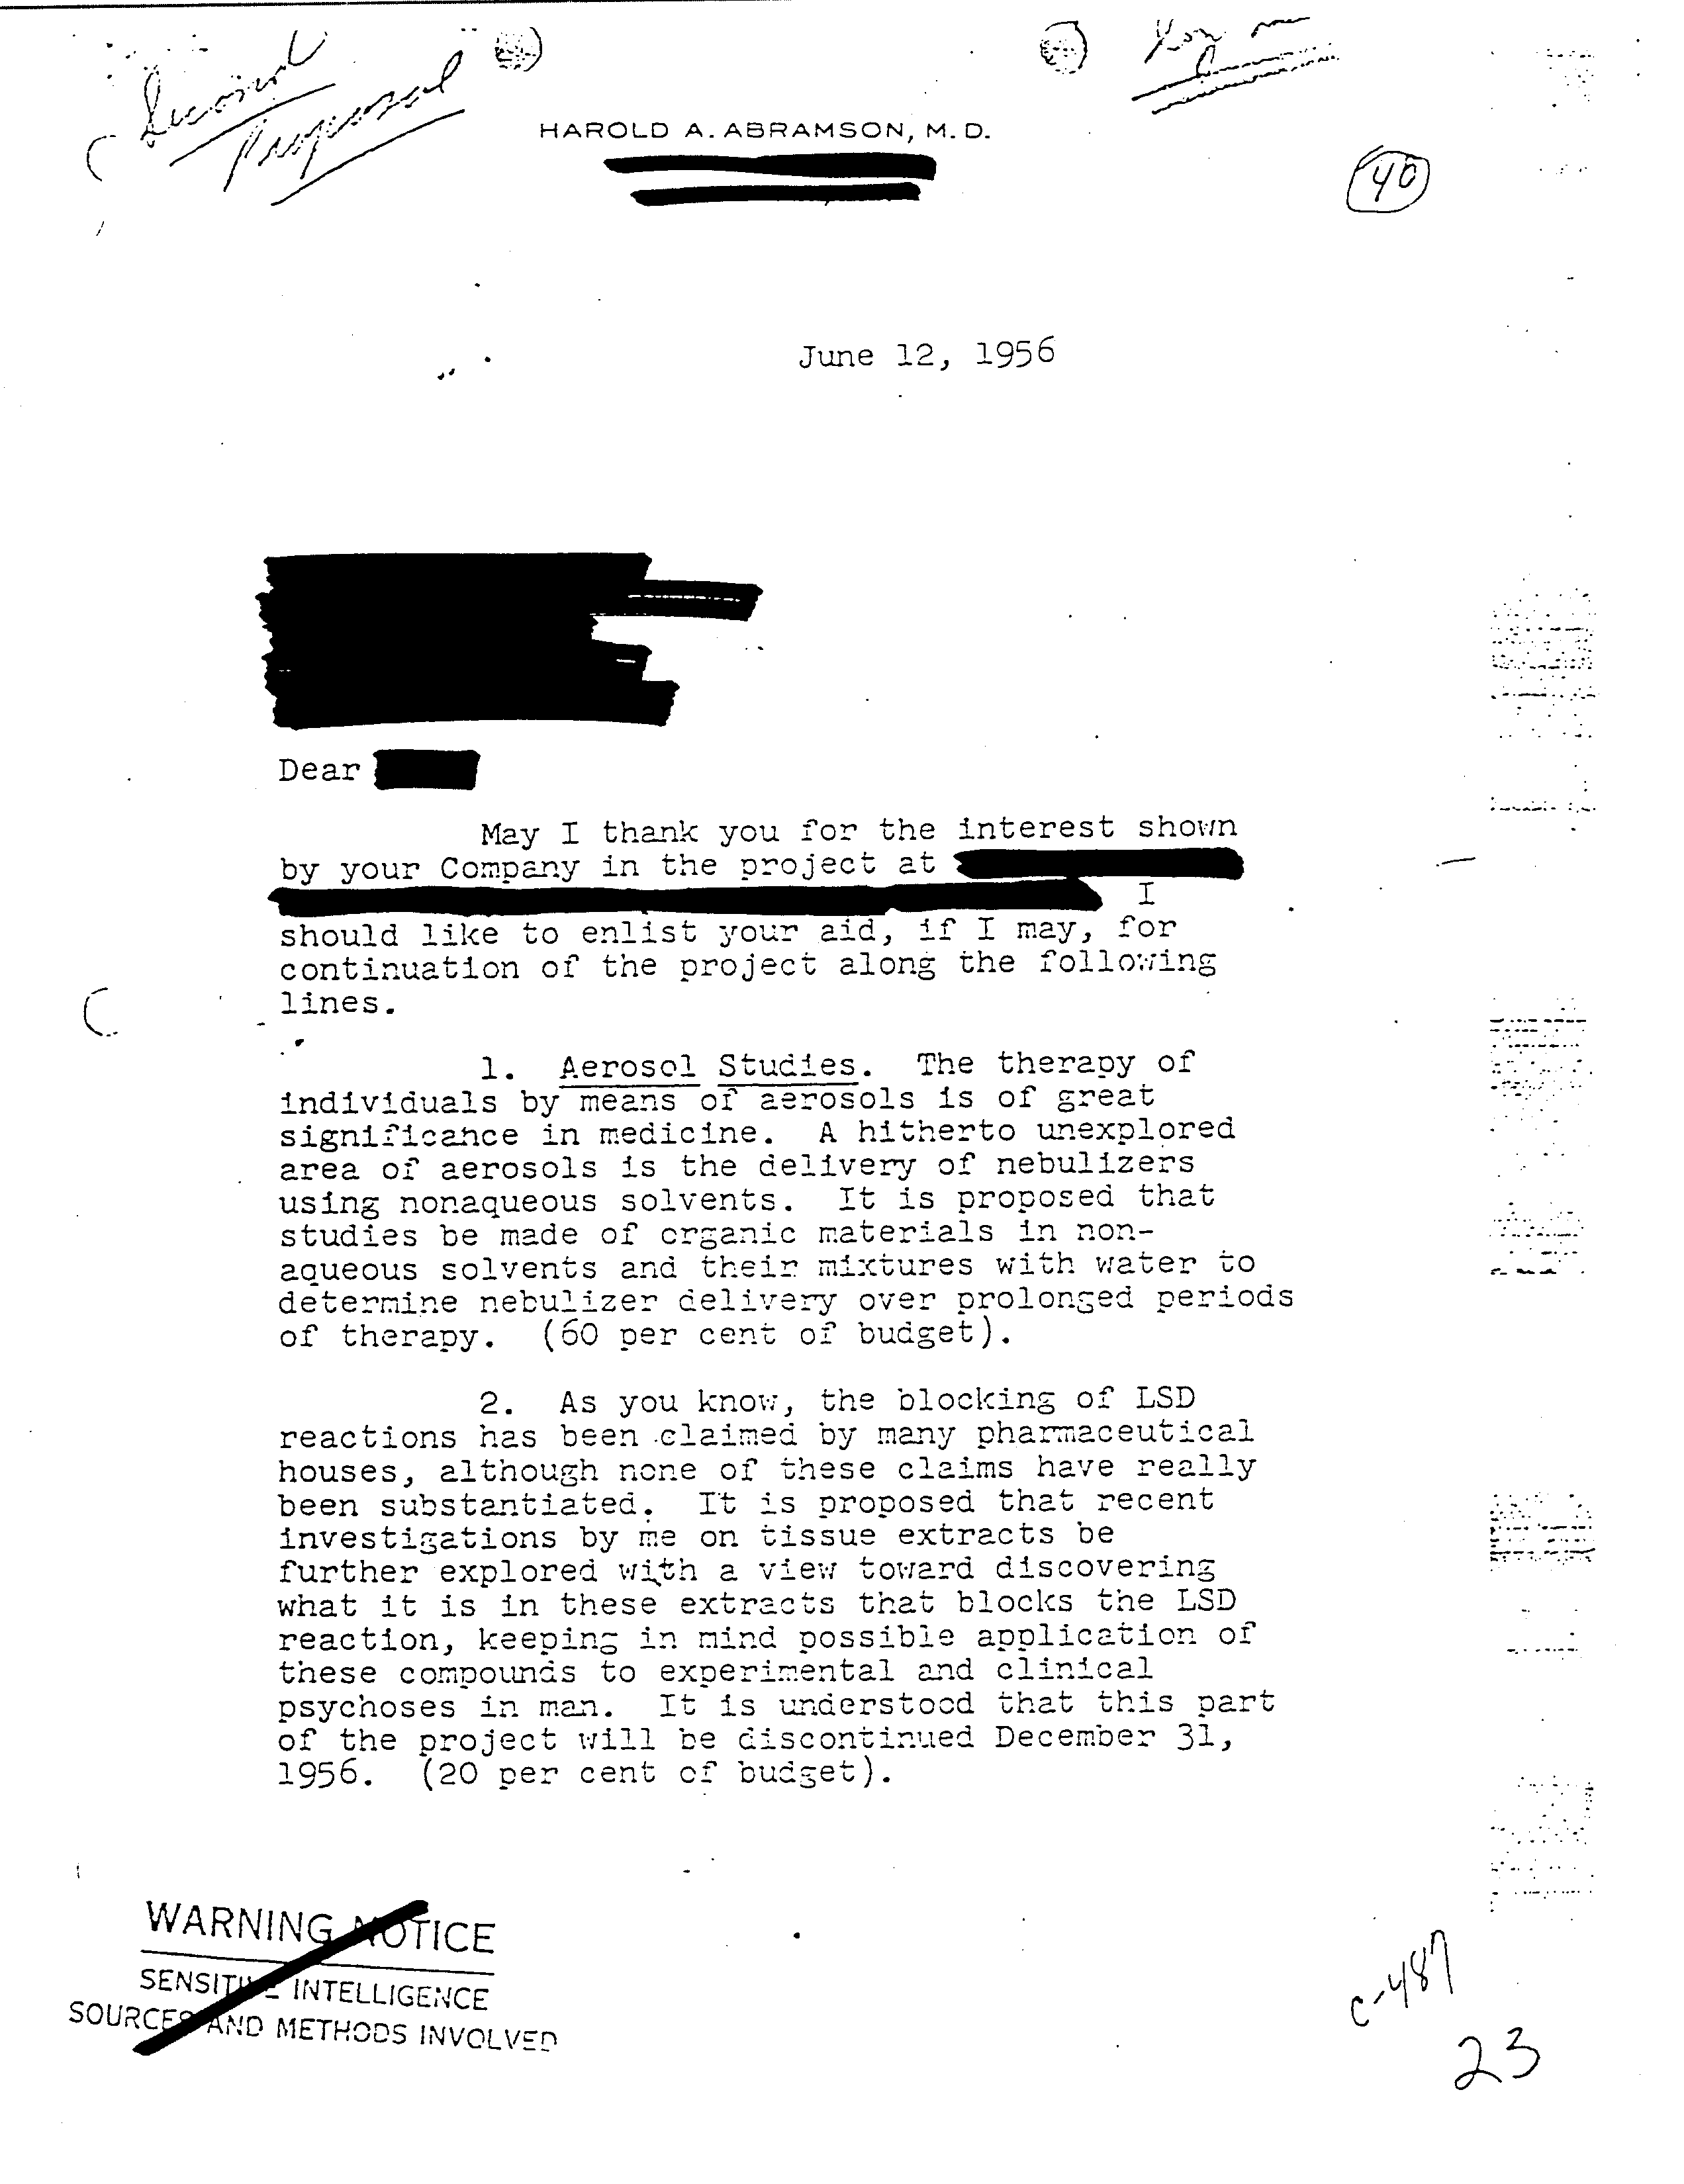 Second
Proposal
HAROLD A. ABRAMSON, M. D.
40
June 12, 1956
Dear
May I thank you for the interest shown
by your Company in the project at
I
should like to enlist your aid, if I may, for
continuation of the project along the following
lines.
1. Aerosol Studies. The therapy of
individuals by means of aerosols is of great
significance in medicine. A hitherto unexplored
area of aerosols is the delivery of nebulizers
using nonaqueous solvents. It is proposed that
studies be made of organic materials in non-
aqueous solvents and their mixtures with water to
determine nebulizer delivery over prolonged periods
of therapy. (60 per cent of budget).
2. As you know, the blocking of LSD
reactions has been claimed by many pharmaceutical
houses, although none of these claims have really
been substantiated. It is proposed that recent
investigations by me on tissue extracts be
further explored with a view toward discovering
what it is in these extracts that blocks the LSD
reaction, keeping in mind possible application of
these compounds to experimental and clinical
psychoses in man. It is understood that this part
of the project will be discontinued December 31,
1956. (20 per cent of budget).
WARNING NOTICE
SENSITIVE INTELLIGENCE
SOURCES AND METHODS INVOLVED
C-487
23